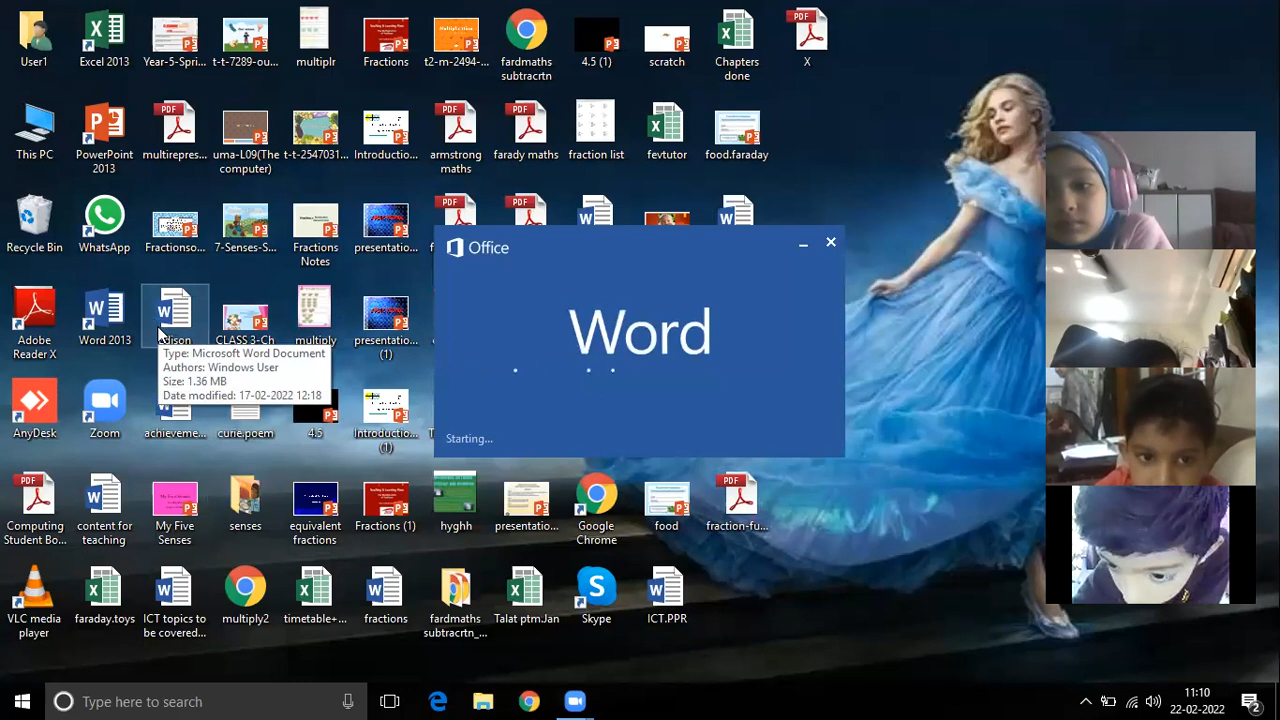 User1
Excel 2013
Year-5-Spri...
t-t-7289-ou...
multiplr
Fractions
t2-m-2494-...
fardmaths
subtracrtn
4.5 (1)
scratch
Chapters
done
X
This PC
PowerPoint
2013
multirepres...
uma-L09(The
computer)
t-t-2547031...
Introductio...
armstrong
maths
farady maths
fraction list
fevtutor
food.faraday
Recycle Bin
WhatsApp
Fractionso...
7-Senses-S...
Fractions
Notes
presentatio...
Office
Word
Starting...
Adobe
Reader X
Word 2013
CLASS 3-Ch
multiply
presentatio...
(1)
Type: Microsoft Word Document
Authors: Windows User
Size: 1.36 MB
Date modified: 17-02-2022 12:18
AnyDesk
Zoom
achieveme...
curie.poem
4.5
Introductio...
(1)
Computing
Student Bo...
content for
teaching
My Five
Senses
senses
equivalent
fractions
Fractions (1)
hyghh
presentatio...
Google
Chrome
food
fraction-fu...
VLC media
player
faraday.toys
ICT topics to
be covered...
multiply2
timetable+...
fractions
fardmaths
subtracrtn_...
Talat ptm.Jan
Skype
ICT.PPR
Type here to search
11:10
22-02-2022
2